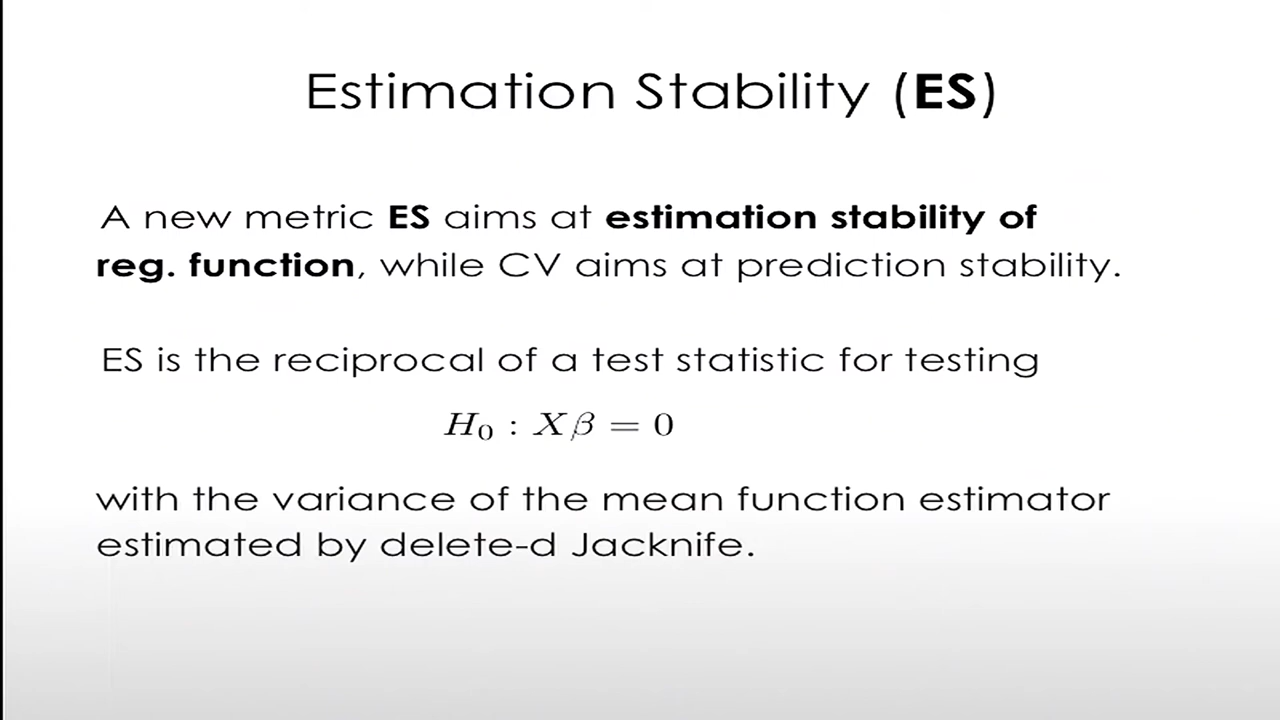 Estimation Stability (ES)
A new metric ES aims at estimation stability of
reg. function, while CV aims at prediction stability.
ES is the reciprocal of a test statistic for testing
H₀ : Xβ = 0
with the variance of the mean function estimator
estimated by delete-d Jacknife.